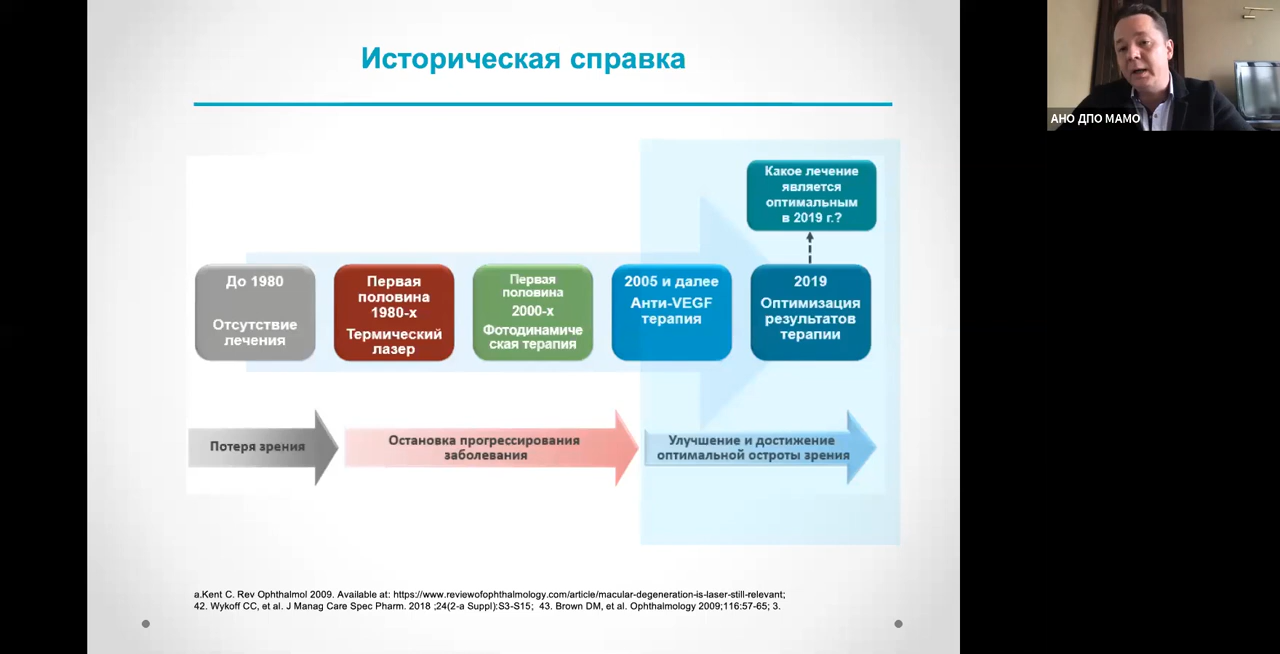 Историческая справка
АНО ДПО МАМО
Какое лечение
является
оптимальным
в 2019 г.?
До 1980
Отсутствие
лечения
Первая
половина
1980-х
Термический
лазер
Первая
половина
2000-х
Фотодинамиче
ская терапия
2005 и далее
Анти-VEGF
терапия
2019
Оптимизация
результатов
терапии
Потеря зрения
Остановка прогрессирования
заболевания
Улучшение и достижение
оптимальной остроты зрения
a.Kent C. Rev Ophthalmol 2009. Available at: https://www.reviewofophthalmology.com/article/macular-degeneration-is-laser-still-relevant;
42. Wykoff CC, et al. J Manag Care Spec Pharm. 2018 ;24(2-a Suppl):S3-S15; 43. Brown DM, et al. Ophthalmology 2009;116:57-65; 3.